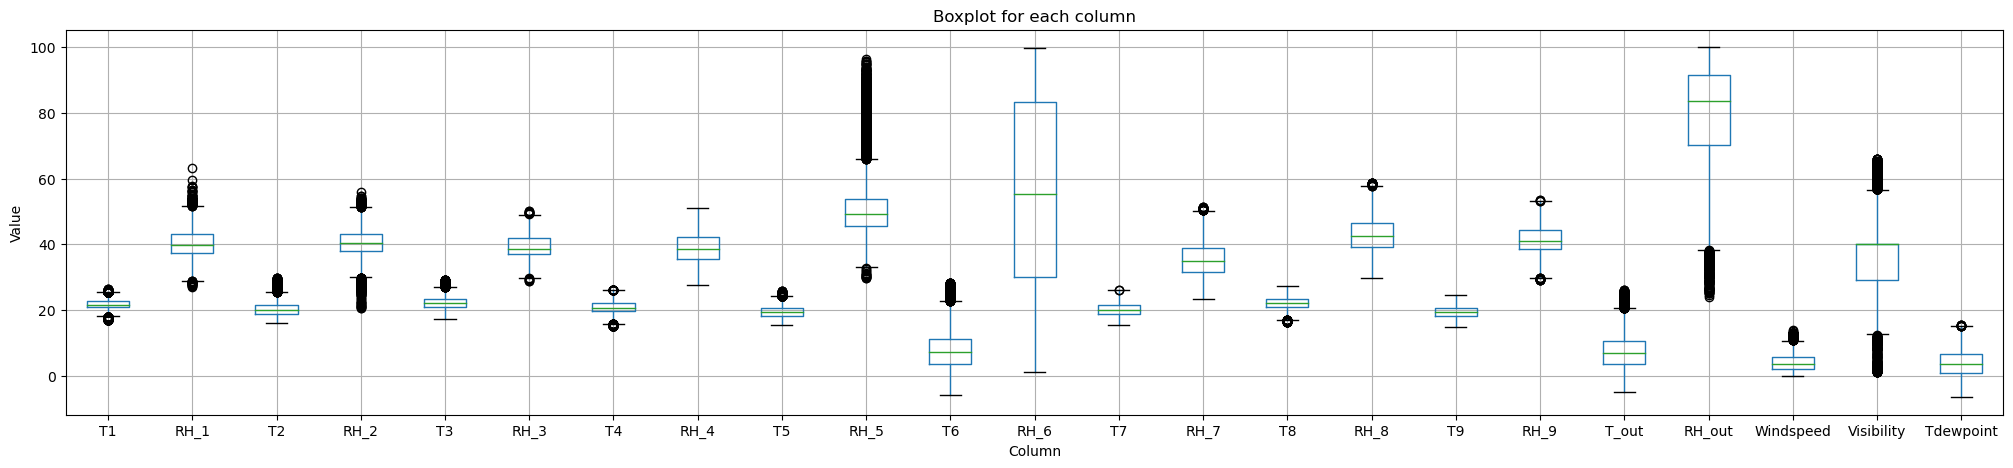 Boxplot for each column
Value
100
80
60
40
20
0
T1 RH_1 T2 RH_2 T3 RH_3 T4 RH_4 T5 RH_5 T6 RH_6 T7 RH_7 T8 RH_8 T9 RH_9 T_out RH_out Windspeed Visibility Tdewpoint
Column